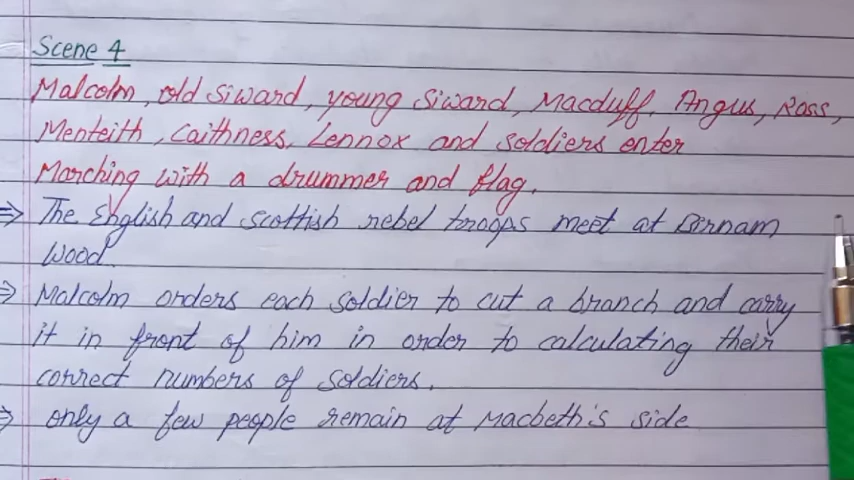 Scene 4
Malcolm, old Siward, young Siward, Macduff, Angus, Ross,
Menteith, Caithness, Lennox and soldiers enter
Marching with a drummer and flag.
⇒ The English and Scottish rebel troops meet at Birnam
Wood.
⇒ Malcolm orders each soldier to cut a branch and carry
it in front of him in order to calculating their
correct numbers of soldiers.
⇒ only a few people remain at Macbeth's side